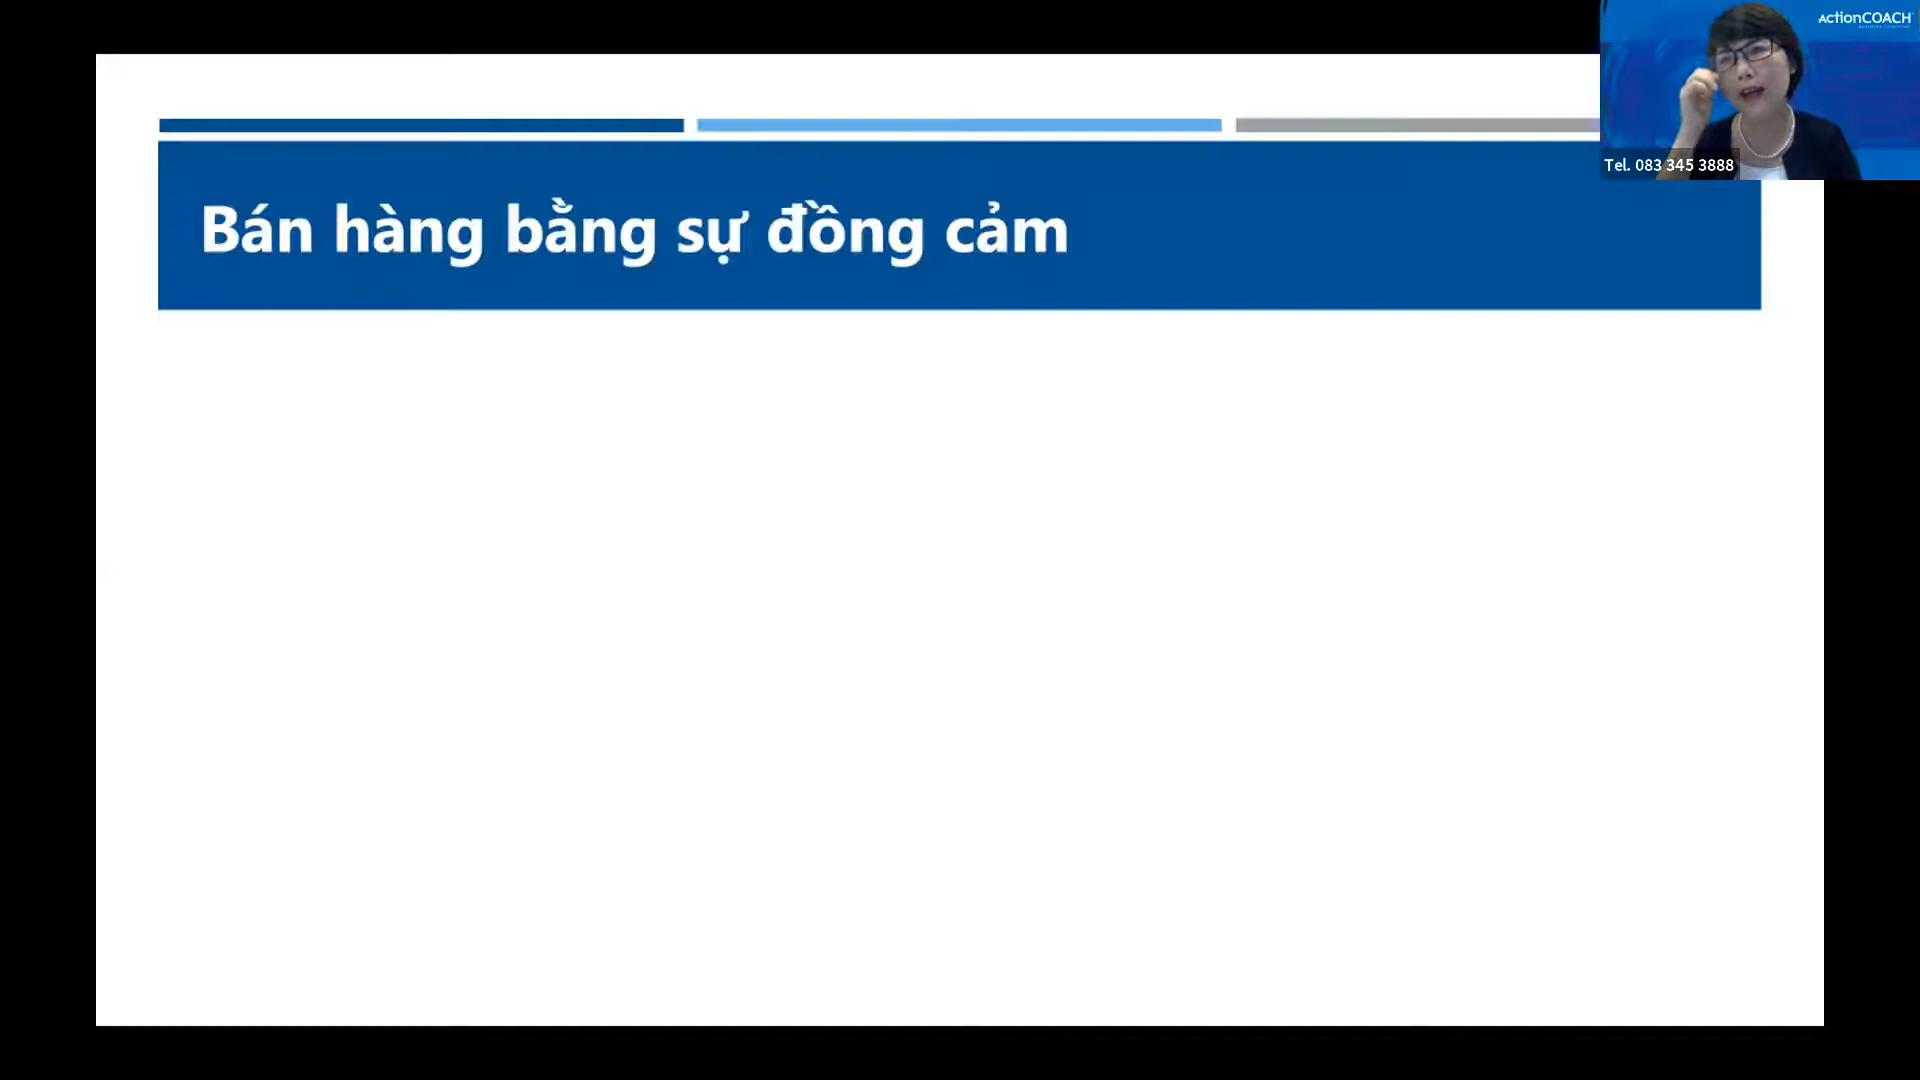 ActionCOACH
Tel. 083 345 3888
Bán hàng bằng sự đồng cảm